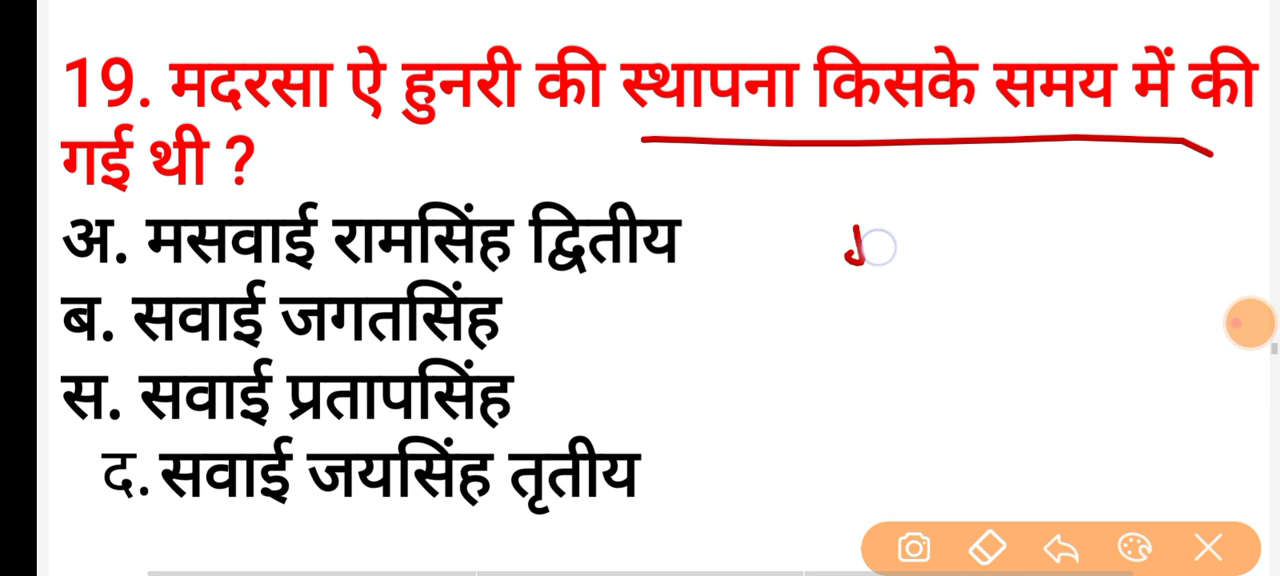 19. मदरसा ऐ हुनरी की स्थापना किसके समय में की
गई थी ?
अ. मसवाई रामसिंह द्वितीय
ब. सवाई जगतसिंह
स. सवाई प्रतापसिंह
द. सवाई जयसिंह तृतीय